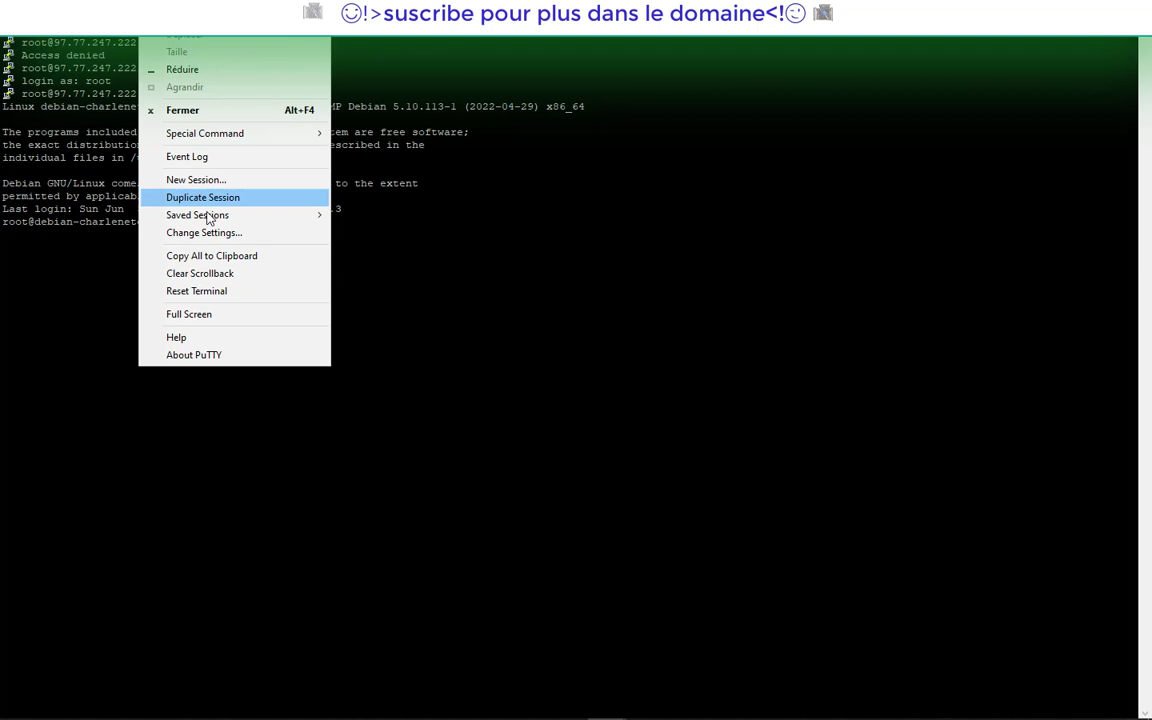 ☺!>suscribe pour plus dans le domaine<!☺
root@97.77.247.222
Access denied
root@97.77.247.222
login as: root
root@97.77.247.222
Linux debian-charlene MP Debian 5.10.113-1 (2022-04-29) x86_64
The programs included tem are free software;
the exact distribution escribed in the
individual files in /
Debian GNU/Linux come to the extent
permitted by applicab
Last login: Sun Jun 3
root@debian-charlene
Taille
Réduire
Agrandir
x Fermer Alt+F4
Special Command >
Event Log
New Session...
Duplicate Session
Saved Sessions >
Change Settings...
Copy All to Clipboard
Clear Scrollback
Reset Terminal
Full Screen
Help
About PuTTY